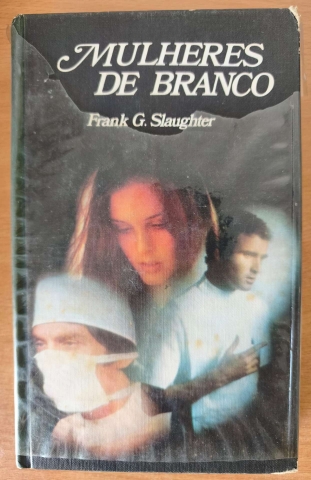 MULHERES
DE BRANCO
Frank G. Slaughter